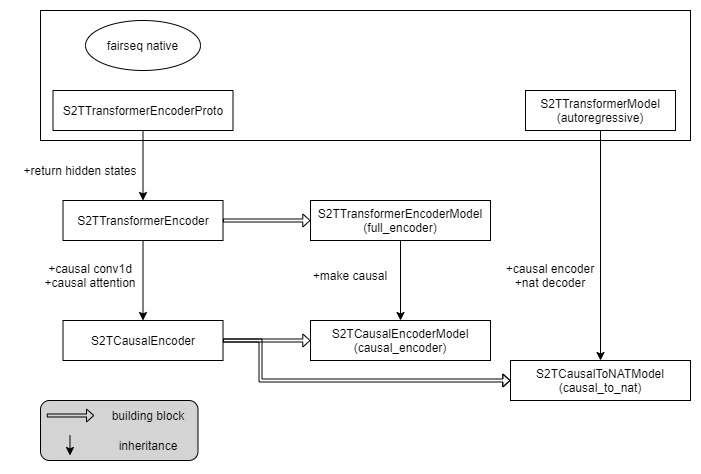 fairseq native
S2TTransformerEncoderProto
S2TTransformerModel
(autoregressive)
+return hidden states
S2TTransformerEncoder
S2TTransformerEncoderModel
(full_encoder)
+causal conv1d
+causal attention
+make causal
+causal encoder
+nat decoder
S2TCausalEncoder
S2TCausalEncoderModel
(causal_encoder)
S2TCausalToNATModel
(causal_to_nat)
building block
inheritance